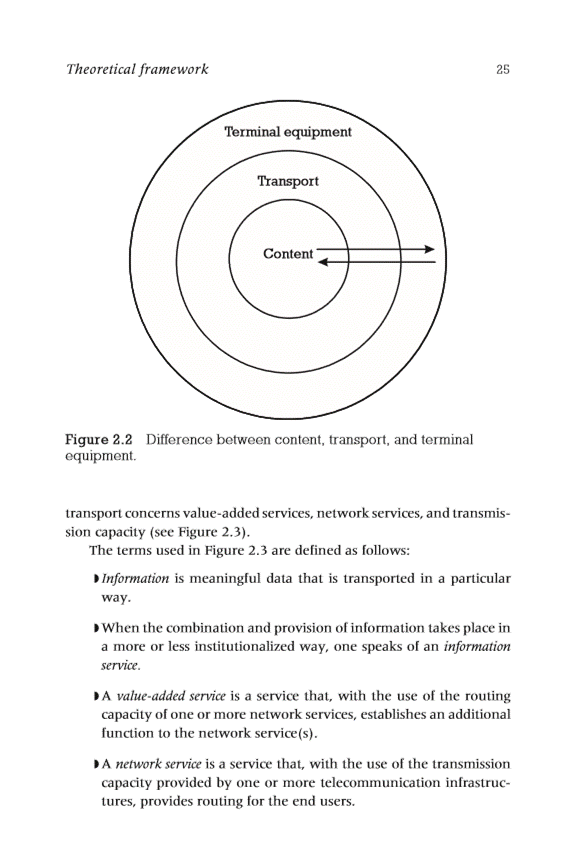 Theoretical framework 25
Terminal equipment
Transport
Content
Figure 2.2 Difference between content, transport, and terminal
equipment.
transport concerns value-added services, network services, and transmis-
sion capacity (see Figure 2.3).
The terms used in Figure 2.3 are defined as follows:
◗ Information is meaningful data that is transported in a particular
way.
◗ When the combination and provision of information takes place in
a more or less institutionalized way, one speaks of an information
service.
◗ A value-added service is a service that, with the use of the routing
capacity of one or more network services, establishes an additional
function to the network service(s).
◗ A network service is a service that, with the use of the transmission
capacity provided by one or more telecommunication infrastruc-
tures, provides routing for the end users.